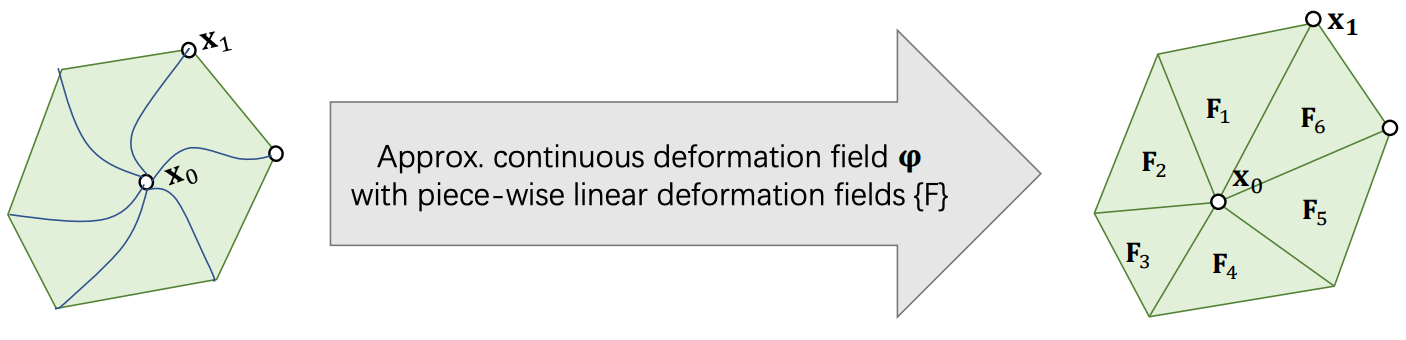 x₁
x₀
Approx. continuous deformation field φ
with piece-wise linear deformation fields {F}
x₁
F₁
F₆
F₂
x₀
F₅
F₃
F₄